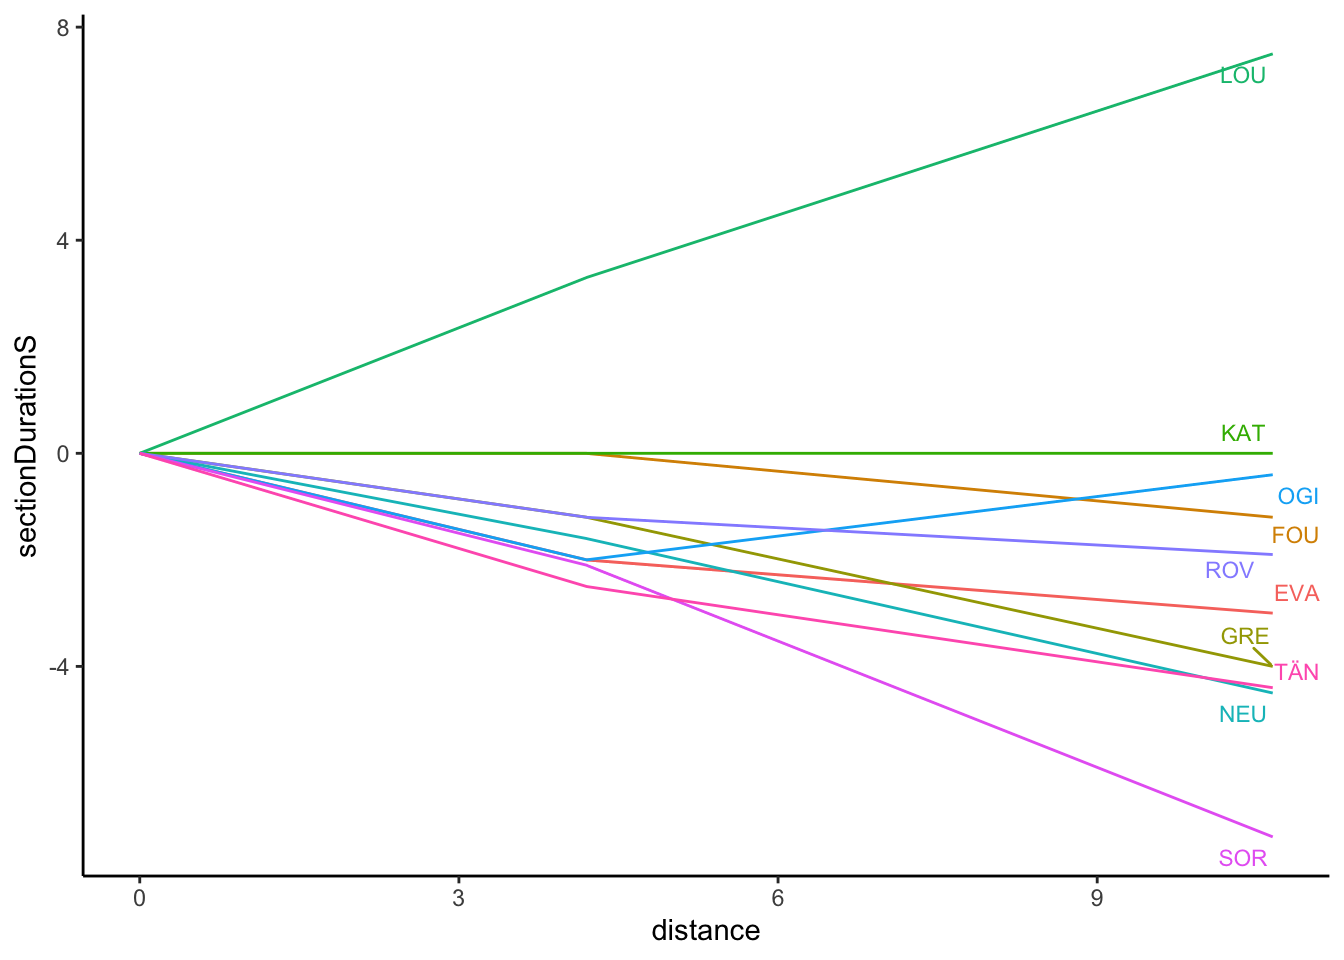 8
LOU
4
KAT
0
OGI
FOU
ROV
EVA
GRE
-4
TÄN
NEU
SOR
sectionDurationS
0 3 6 9
distance